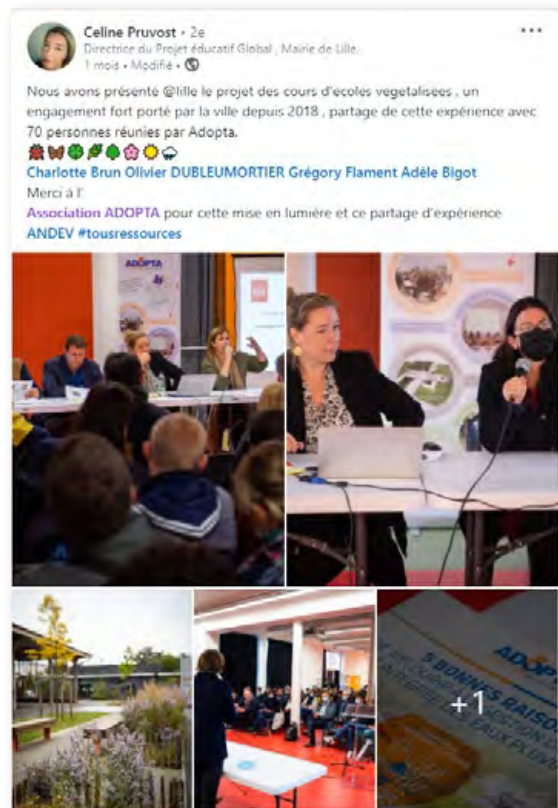 Celine Pruvost • 2e
Directrice du Projet éducatif Global , Mairie de Lille.
1 mois • Modifié •
Nous avons présenté @lille le projet des cours d'écoles vegetalisées , un
engagement fort porté par la ville depuis 2018 , partage de cette expérience avec
70 personnes réunies par Adopta.
Charlotte Brun Olivier DUBLEUMORTIER Grégory Flament Adèle Bigot
Merci à l'
Association ADOPTA pour cette mise en lumière et ce partage d'expérience
ANDEV #tousressources
ADOPTA
ADOPTA
5 BONNES RAISONS
+1